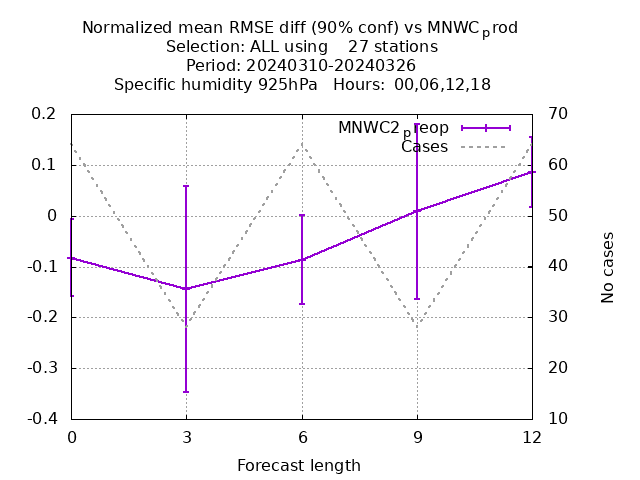 Normalized mean RMSE diff (90% conf) vs MNWCprod
Selection: ALL using    27 stations
Period: 20240310-20240326
Specific humidity 925hPa   Hours: 00,06,12,18
0.2
0.1
0
-0.1
-0.2
-0.3
-0.4
70
60
50
40
30
20
10
MNWC2preop
Cases
No cases
0 3 6 9 12
Forecast length